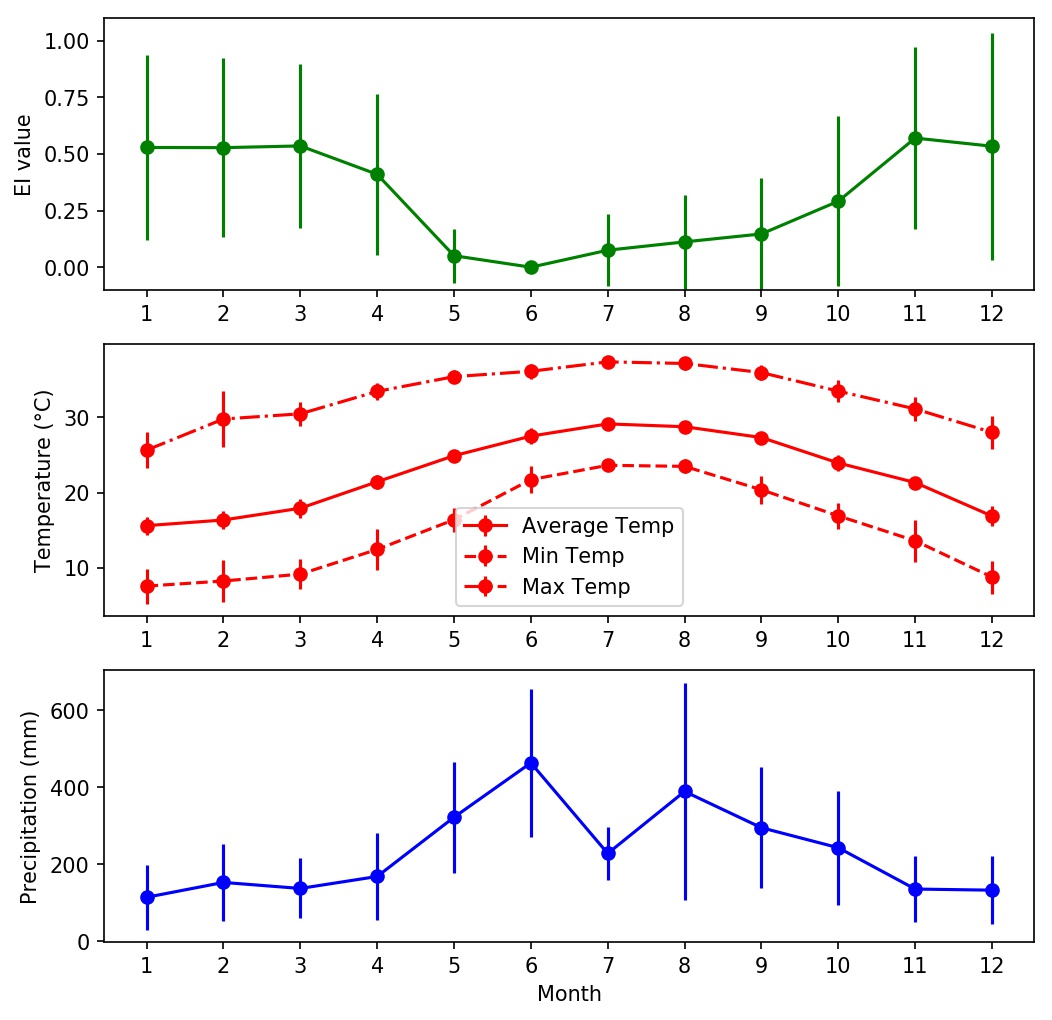 1.00
0.75
0.50
0.25
0.00
EI value
1 2 3 4 5 6 7 8 9 10 11 12
30
20
10
Temperature (°C)
Average Temp
Min Temp
Max Temp
1 2 3 4 5 6 7 8 9 10 11 12
600
400
200
0
Precipitation (mm)
1 2 3 4 5 6 7 8 9 10 11 12
Month